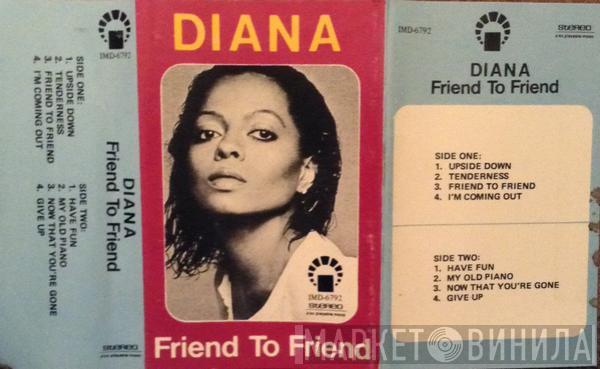 IMD-6792
SIDE ONE:
1. UPSIDE DOWN
2. TENDERNESS
3. FRIEND TO FRIEND
4. I'M COMING OUT
DIANA
Friend To Friend
SIDE TWO:
1. HAVE FUN
2. MY OLD PIANO
3. NOW THAT YOU'RE GONE
4. GIVE UP
STEREO
DIANA
IMD-6792
STEREO
Friend To Friend
IMD-6792
STEREO
DIANA
Friend To Friend
SIDE ONE:
1. UPSIDE DOWN
2. TENDERNESS
3. FRIEND TO FRIEND
4. I'M COMING OUT
SIDE TWO:
1. HAVE FUN
2. MY OLD PIANO
3. NOW THAT YOU'RE GONE
4. GIVE UP
МАРКЕТ ВИНИЛА